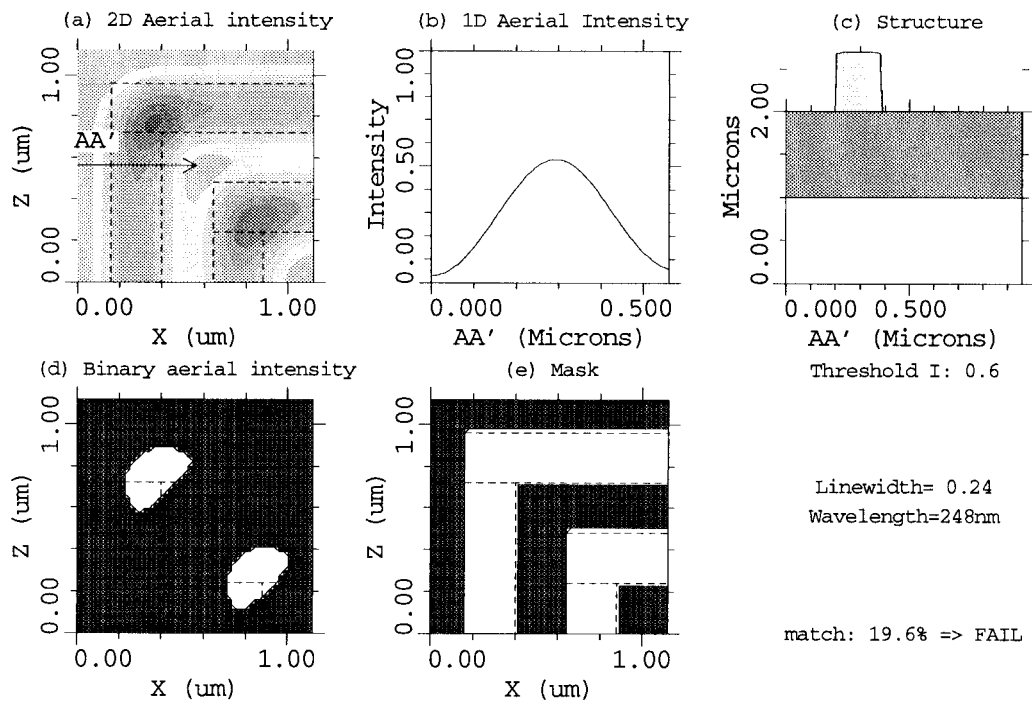 (a) 2D Aerial intensity
1.00
Z (um)
0.00
AA'
0.00 1.00
X (um)
(b) 1D Aerial Intensity
1.00
Intensity
0.50
0.00
0.000 0.500
AA' (Microns)
(c) Structure
2.00
Microns
0.00
0.000 0.500
AA' (Microns)
(d) Binary aerial intensity
1.00
Z (um)
0.00
0.00 1.00
X (um)
(e) Mask
1.00
Z (um)
0.00
0.00 1.00
X (um)
Threshold I: 0.6
Linewidth= 0.24
Wavelength=248nm
match: 19.6% => FAIL